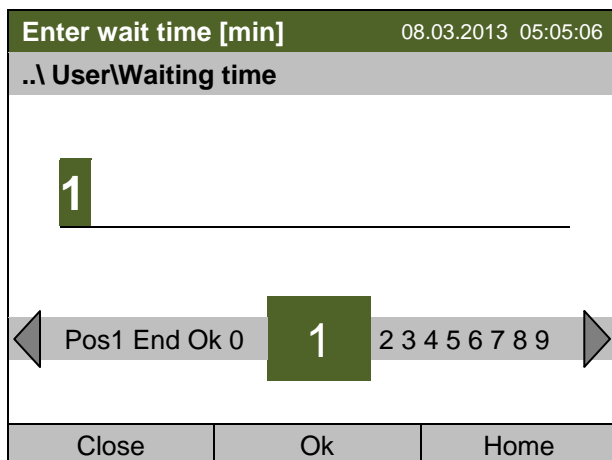 Enter wait time [min] 08.03.2013 05:05:06
..\ User\Waiting time
1
Pos1 End Ok 0 1 2 3 4 5 6 7 8 9
Close Ok Home